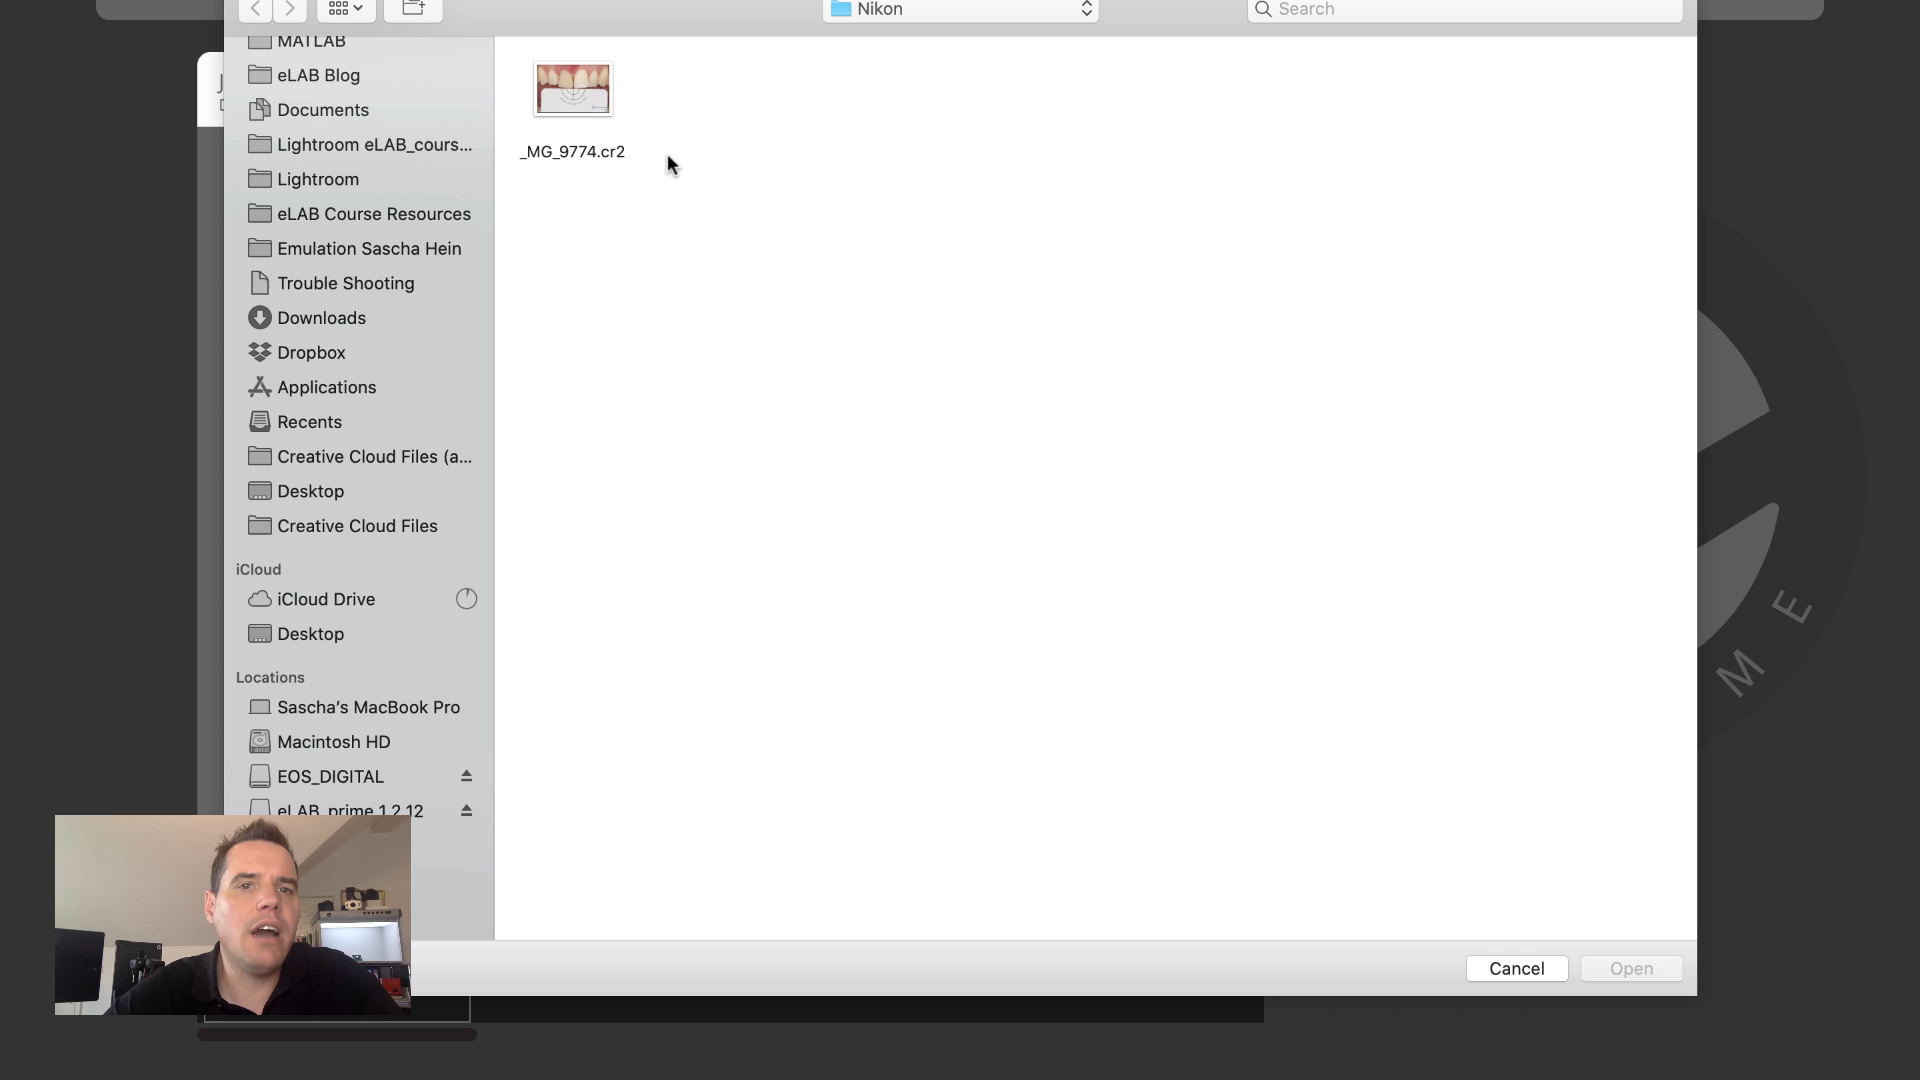 Nikon
Search
MATLAB
eLAB Blog
Documents
Lightroom eLAB_cours...
Lightroom
eLAB Course Resources
Emulation Sascha Hein
Trouble Shooting
Downloads
Dropbox
Applications
Recents
Creative Cloud Files (a...
Desktop
Creative Cloud Files
iCloud
iCloud Drive
Desktop
Locations
Sascha's MacBook Pro
Macintosh HD
EOS_DIGITAL
eLAB_prime 1.2.12
_MG_9774.cr2
Cancel
Open
M E